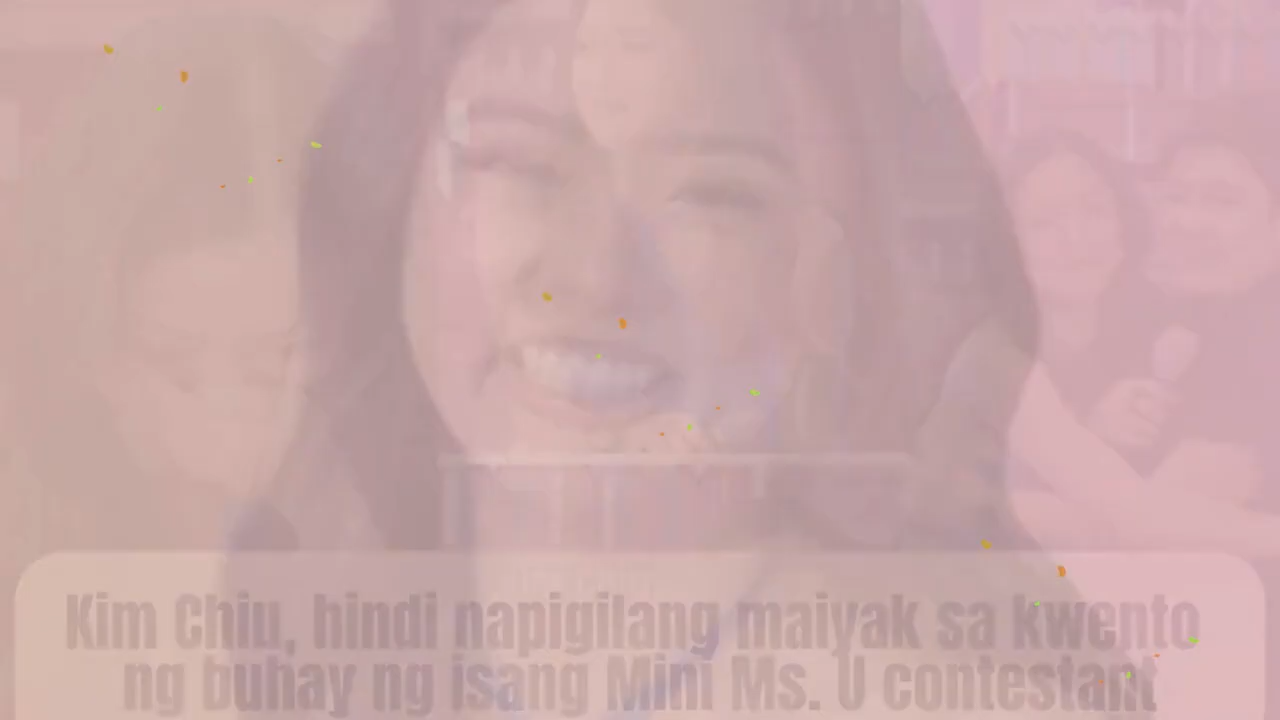 Kim Chiu, hindi napigilang maiyak sa kwento
ng buhay ng isang Mini Ms. U contestant